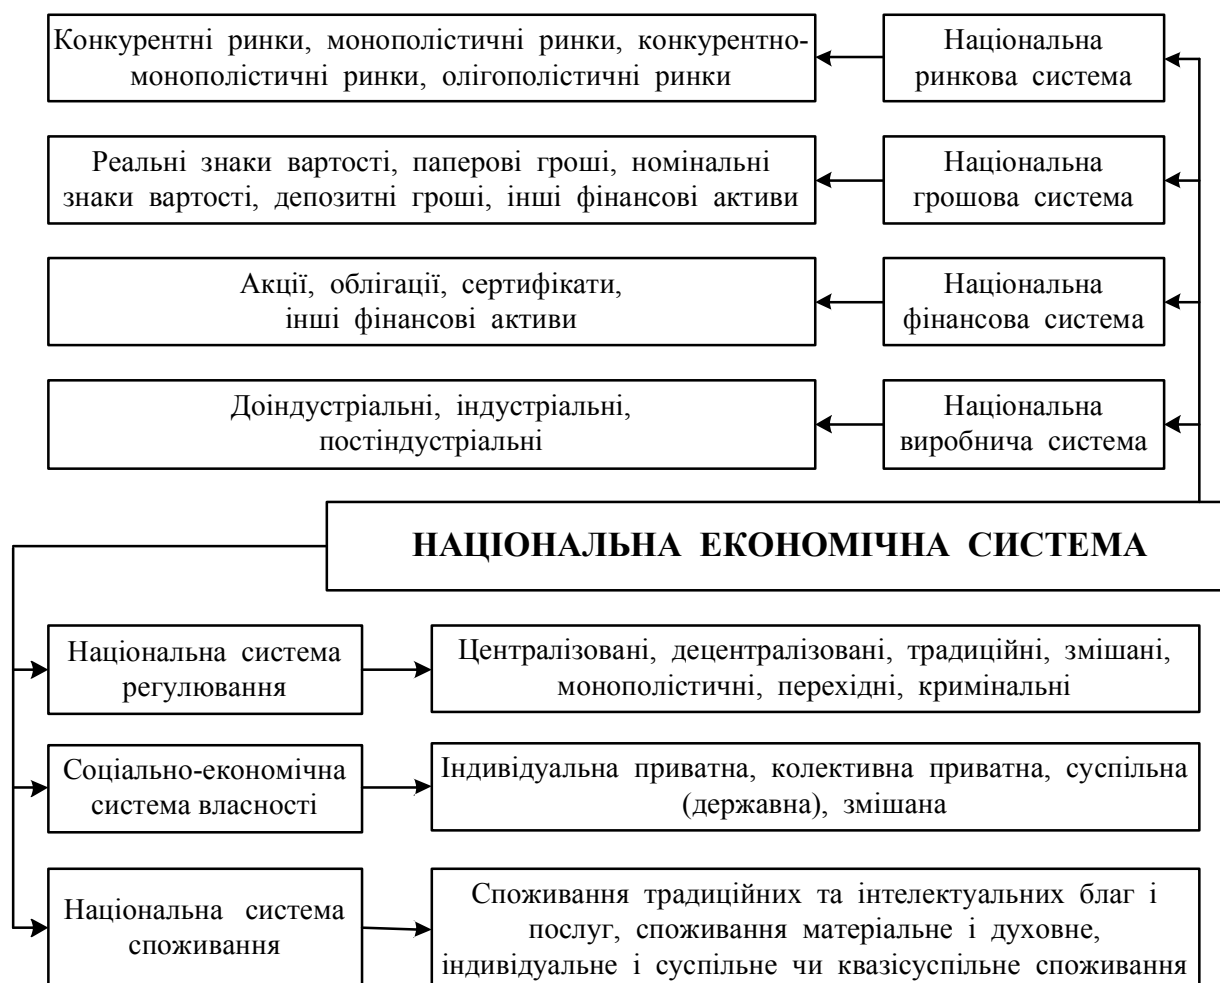 Конкурентні ринки, монополістичні ринки, конкурентно-
монополістичні ринки, олігополістичні ринки
Національна
ринкова система
Реальні знаки вартості, паперові гроші, номінальні
знаки вартості, депозитні гроші, інші фінансові активи
Національна
грошова система
Акції, облігації, сертифікати,
інші фінансові активи
Національна
фінансова система
Доіндустріальні, індустріальні,
постіндустріальні
Національна
виробнича система
НАЦІОНАЛЬНА ЕКОНОМІЧНА СИСТЕМА
Національна система
регулювання
Централізовані, децентралізовані, традиційні, змішані,
монополістичні, перехідні, кримінальні
Соціально-економічна
система власності
Індивідуальна приватна, колективна приватна, суспільна
(державна), змішана
Національна система
споживання
Споживання традиційних та інтелектуальних благ і
послуг, споживання матеріальне і духовне,
індивідуальне і суспільне чи квазісуспільне споживання